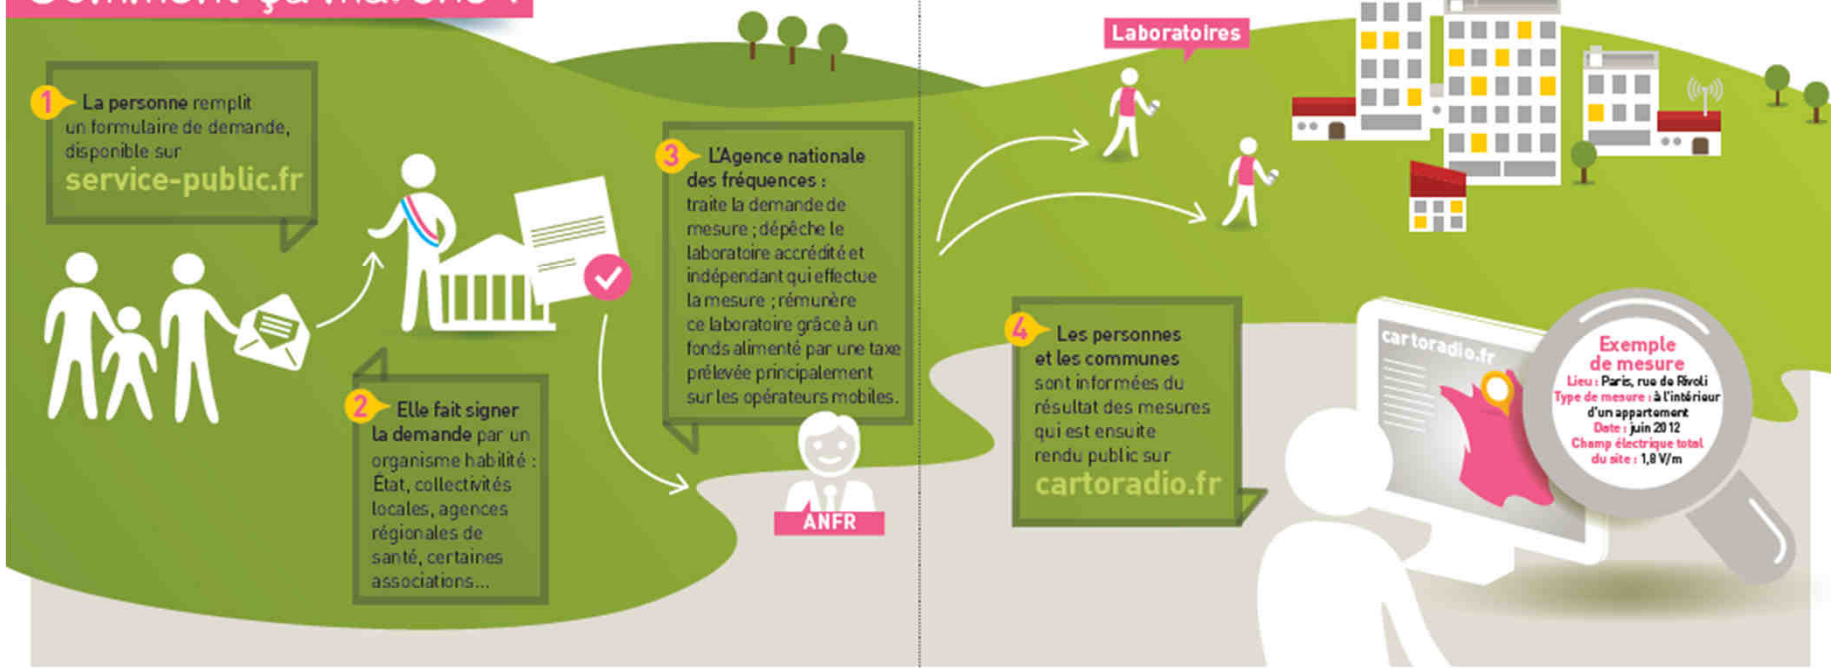 Comment ça marche ?
1 La personne remplit
un formulaire de demande,
disponible sur
service-public.fr
2 Elle fait signer
la demande par un
organisme habilité :
État, collectivités
locales, agences
régionales de
santé, certaines
associations...
3 L'Agence nationale
des fréquences :
traite la demande de
mesure ; dépêche le
laboratoire accrédité et
indépendant qui effectue
la mesure ; rémunère
ce laboratoire grâce à un
fonds alimenté par une taxe
prélevée principalement
sur les opérateurs mobiles.
ANFR
Laboratoires
4 Les personnes
et les communes
sont informées du
résultat des mesures
qui est ensuite
rendu public sur
cartoradio.fr
cartoradio.fr
Exemple
de mesure
Lieu : Paris, rue de Rivoli
Type de mesure : à l'intérieur
d'un appartement
Date : juin 2012
Champ électrique total
du site : 1,8 V/m